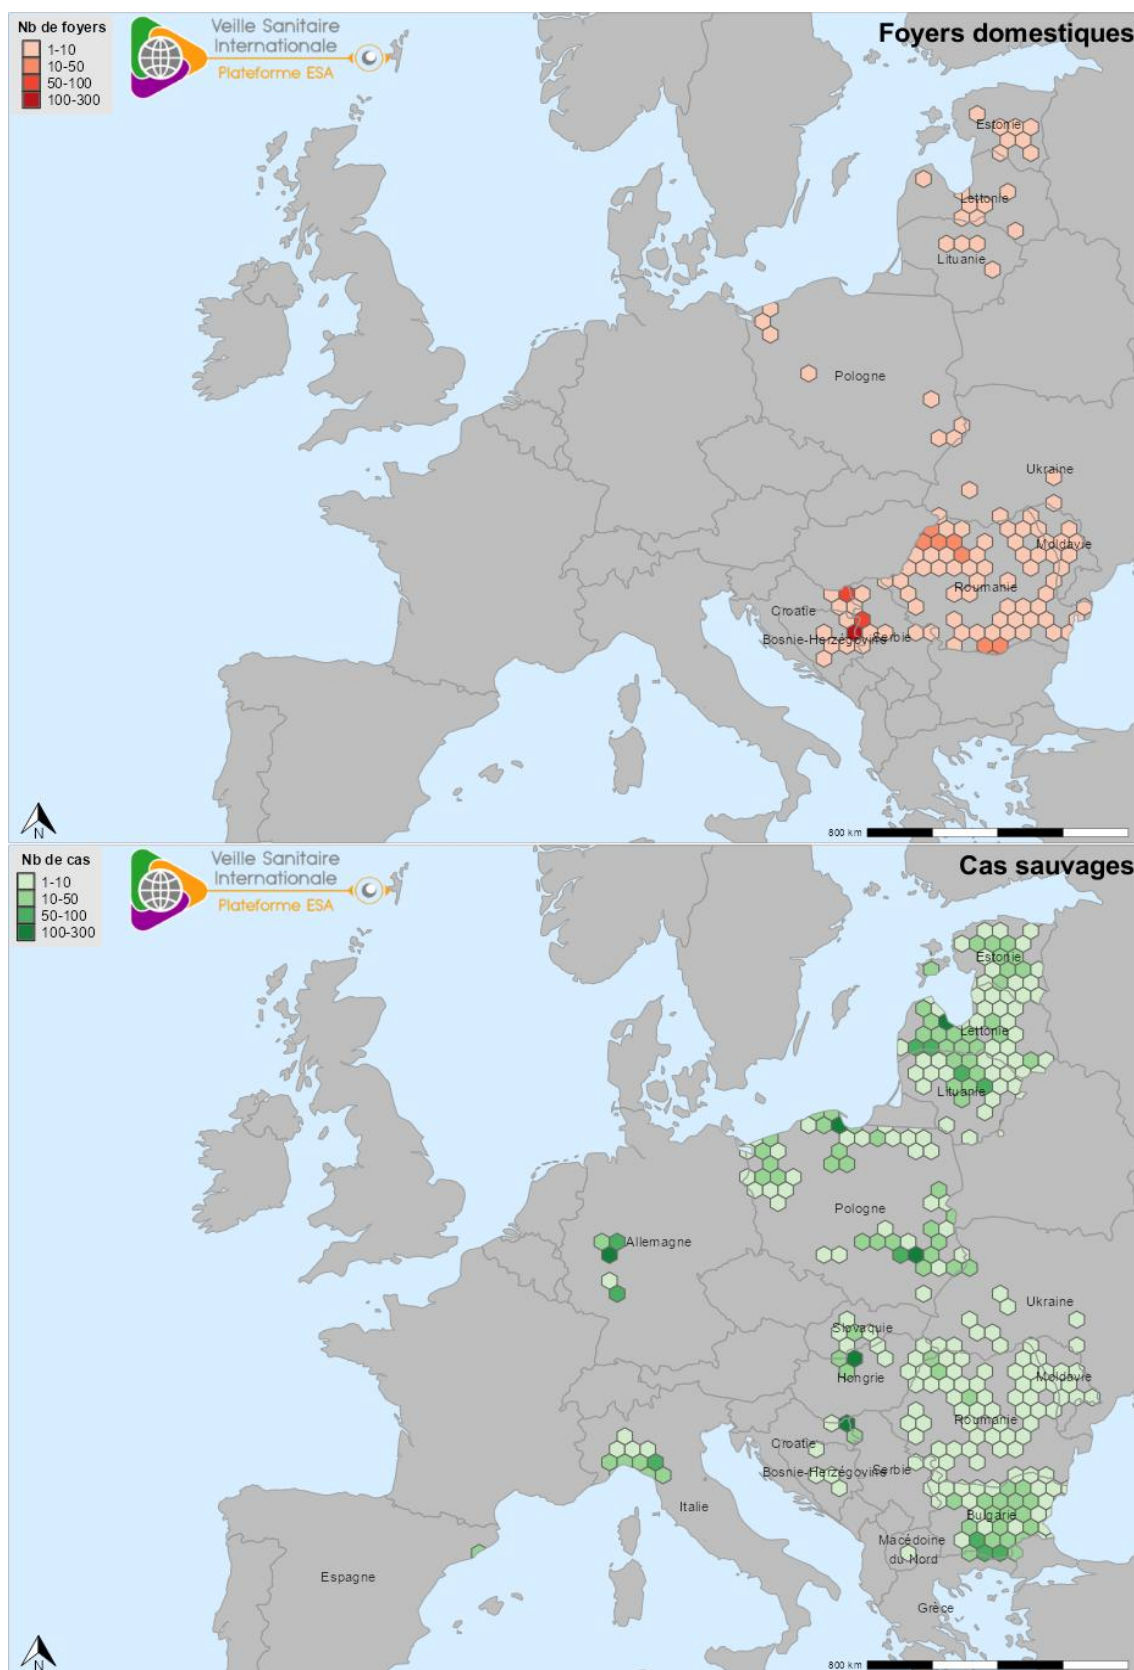 Nb de foyers
1-10
10-50
50-100
100-300
Veille Sanitaire
Internationale
Plateforme ESA
Foyers domestiques
Estonie
Lettonie
Lituanie
Pologne
Ukraine
Moldavie
Roumanie
Croatie
Bosnie-Herzégovine
Serbie
N
800 km
Nb de cas
1-10
10-50
50-100
100-300
Veille Sanitaire
Internationale
Plateforme ESA
Cas sauvages
Estonie
Lettonie
Lituanie
Pologne
Allemagne
Ukraine
Slovaquie
Hongrie
Moldavie
Roumanie
Croatie
Bosnie-Herzégovine
Serbie
Italie
Bulgarie
Macédoine
du Nord
Espagne
Grèce
N
800 km